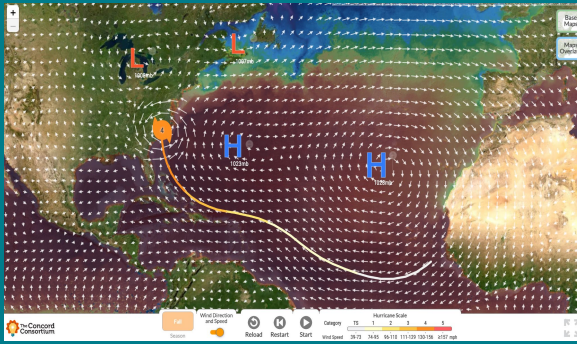 +
−
Base
Maps
Map
Overlay
L
1008mb
L
1007mb
4
H
1023mb
H
1028mb
The Concord
Consortium
Fall
Season
Wind Direction
and Speed
Reload
Restart
Start
Hurricane Scale
Category TS 1 2 3 4 5
Wind Speed 39-73 74-95 96-110 111-129 130-156 ≥157 mph